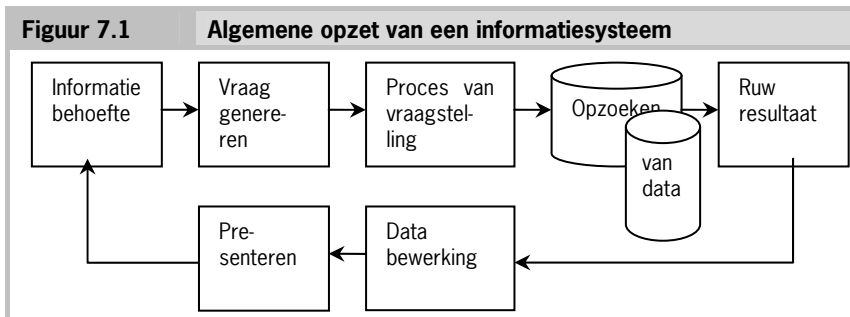 Figuur 7.1 Algemene opzet van een informatiesysteem
Informatie
behoefte
Vraag
genere-
ren
Proces van
vraagstel-
ling
Opzoeken
van
data
Ruw
resultaat
Pre-
senteren
Data
bewerking